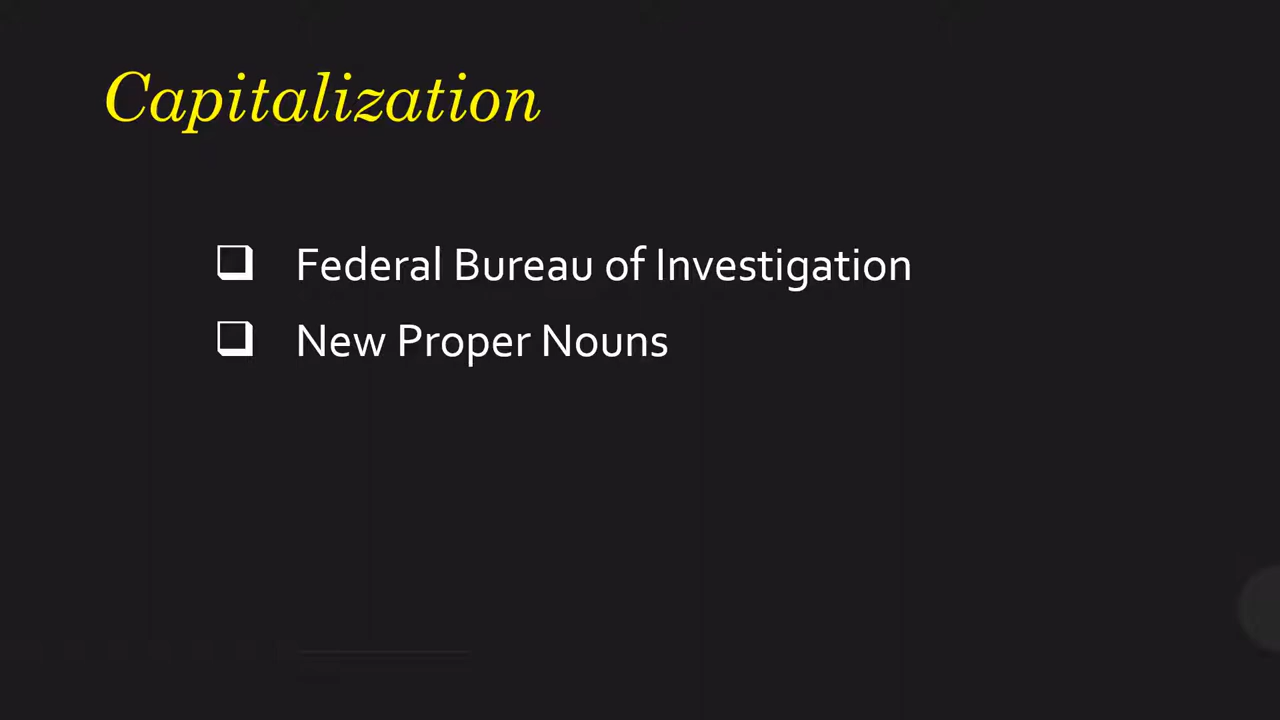 Capitalization
Federal Bureau of Investigation
New Proper Nouns